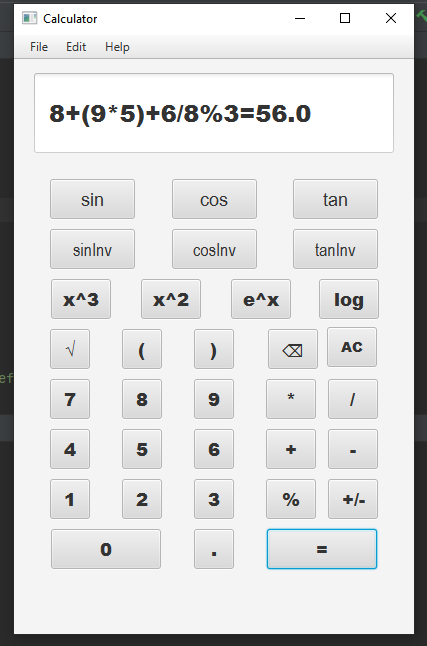 Calculator
File Edit Help
8+(9*5)+6/8%3=56.0
sin cos tan
sinInv cosInv tanInv
x^3 x^2 e^x log
√ ( ) ⌫ AC
7 8 9 * /
4 5 6 + -
1 2 3 % +/-
0 . =
ef